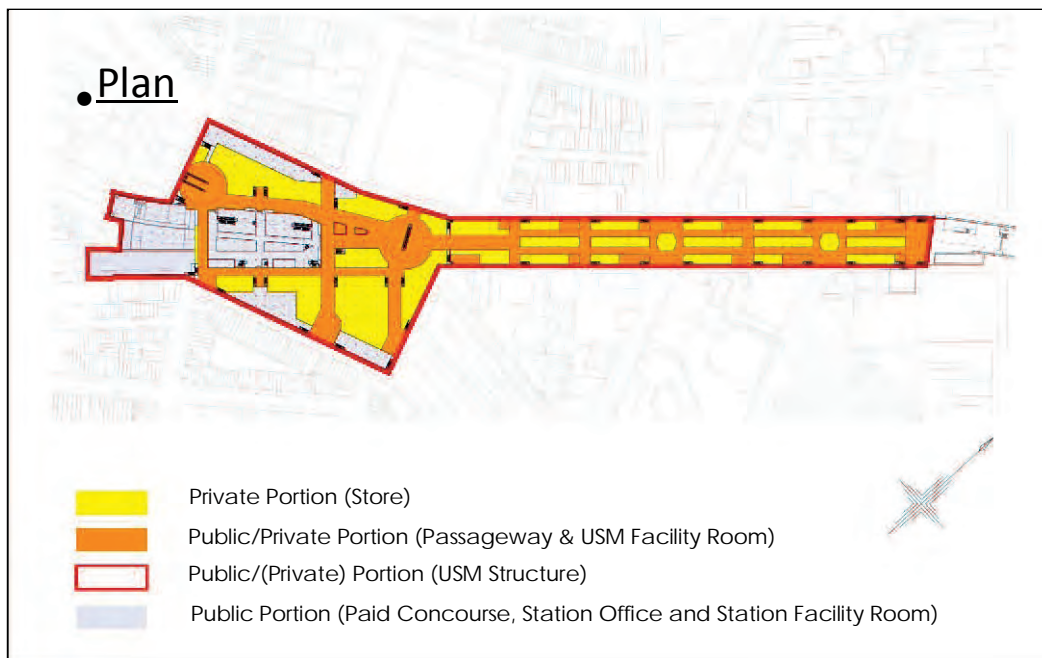 • Plan
Private Portion (Store)
Public/Private Portion (Passageway & USM Facility Room)
Public/(Private) Portion (USM Structure)
Public Portion (Paid Concourse, Station Office and Station Facility Room)